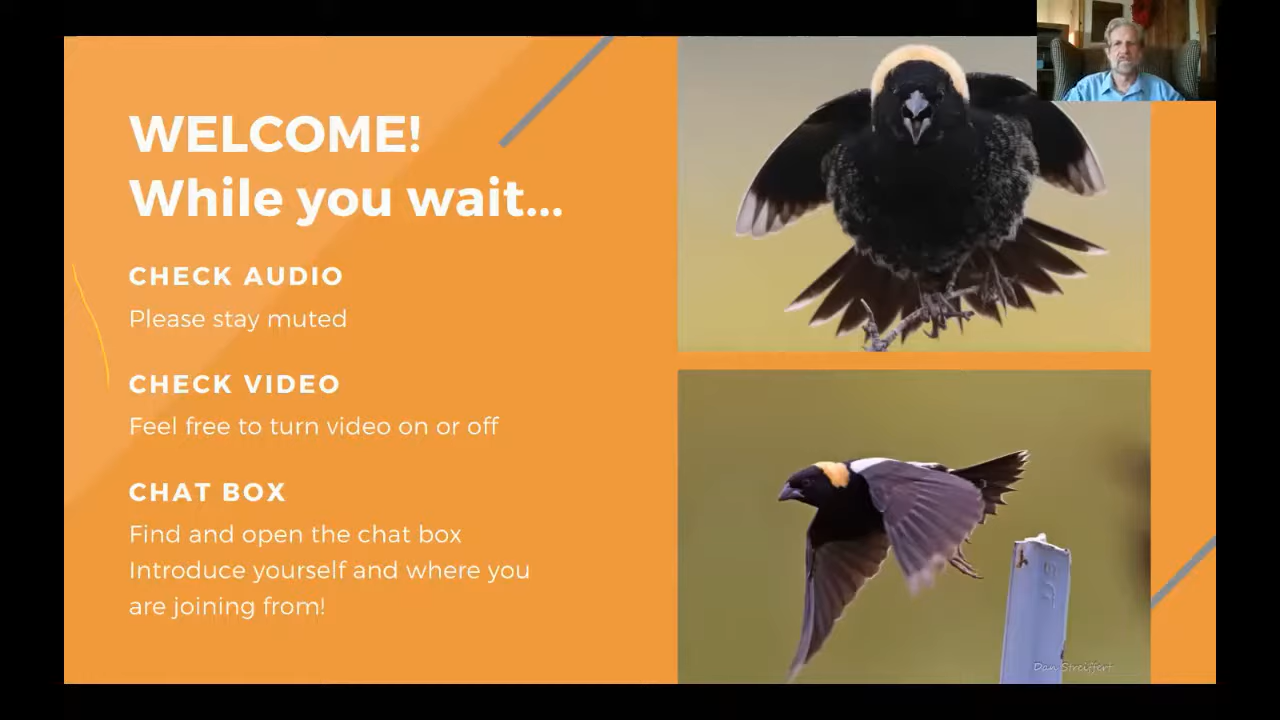 WELCOME!
While you wait...
CHECK AUDIO
Please stay muted
CHECK VIDEO
Feel free to turn video on or off
CHAT BOX
Find and open the chat box
Introduce yourself and where you
are joining from!
Dan Streiffert